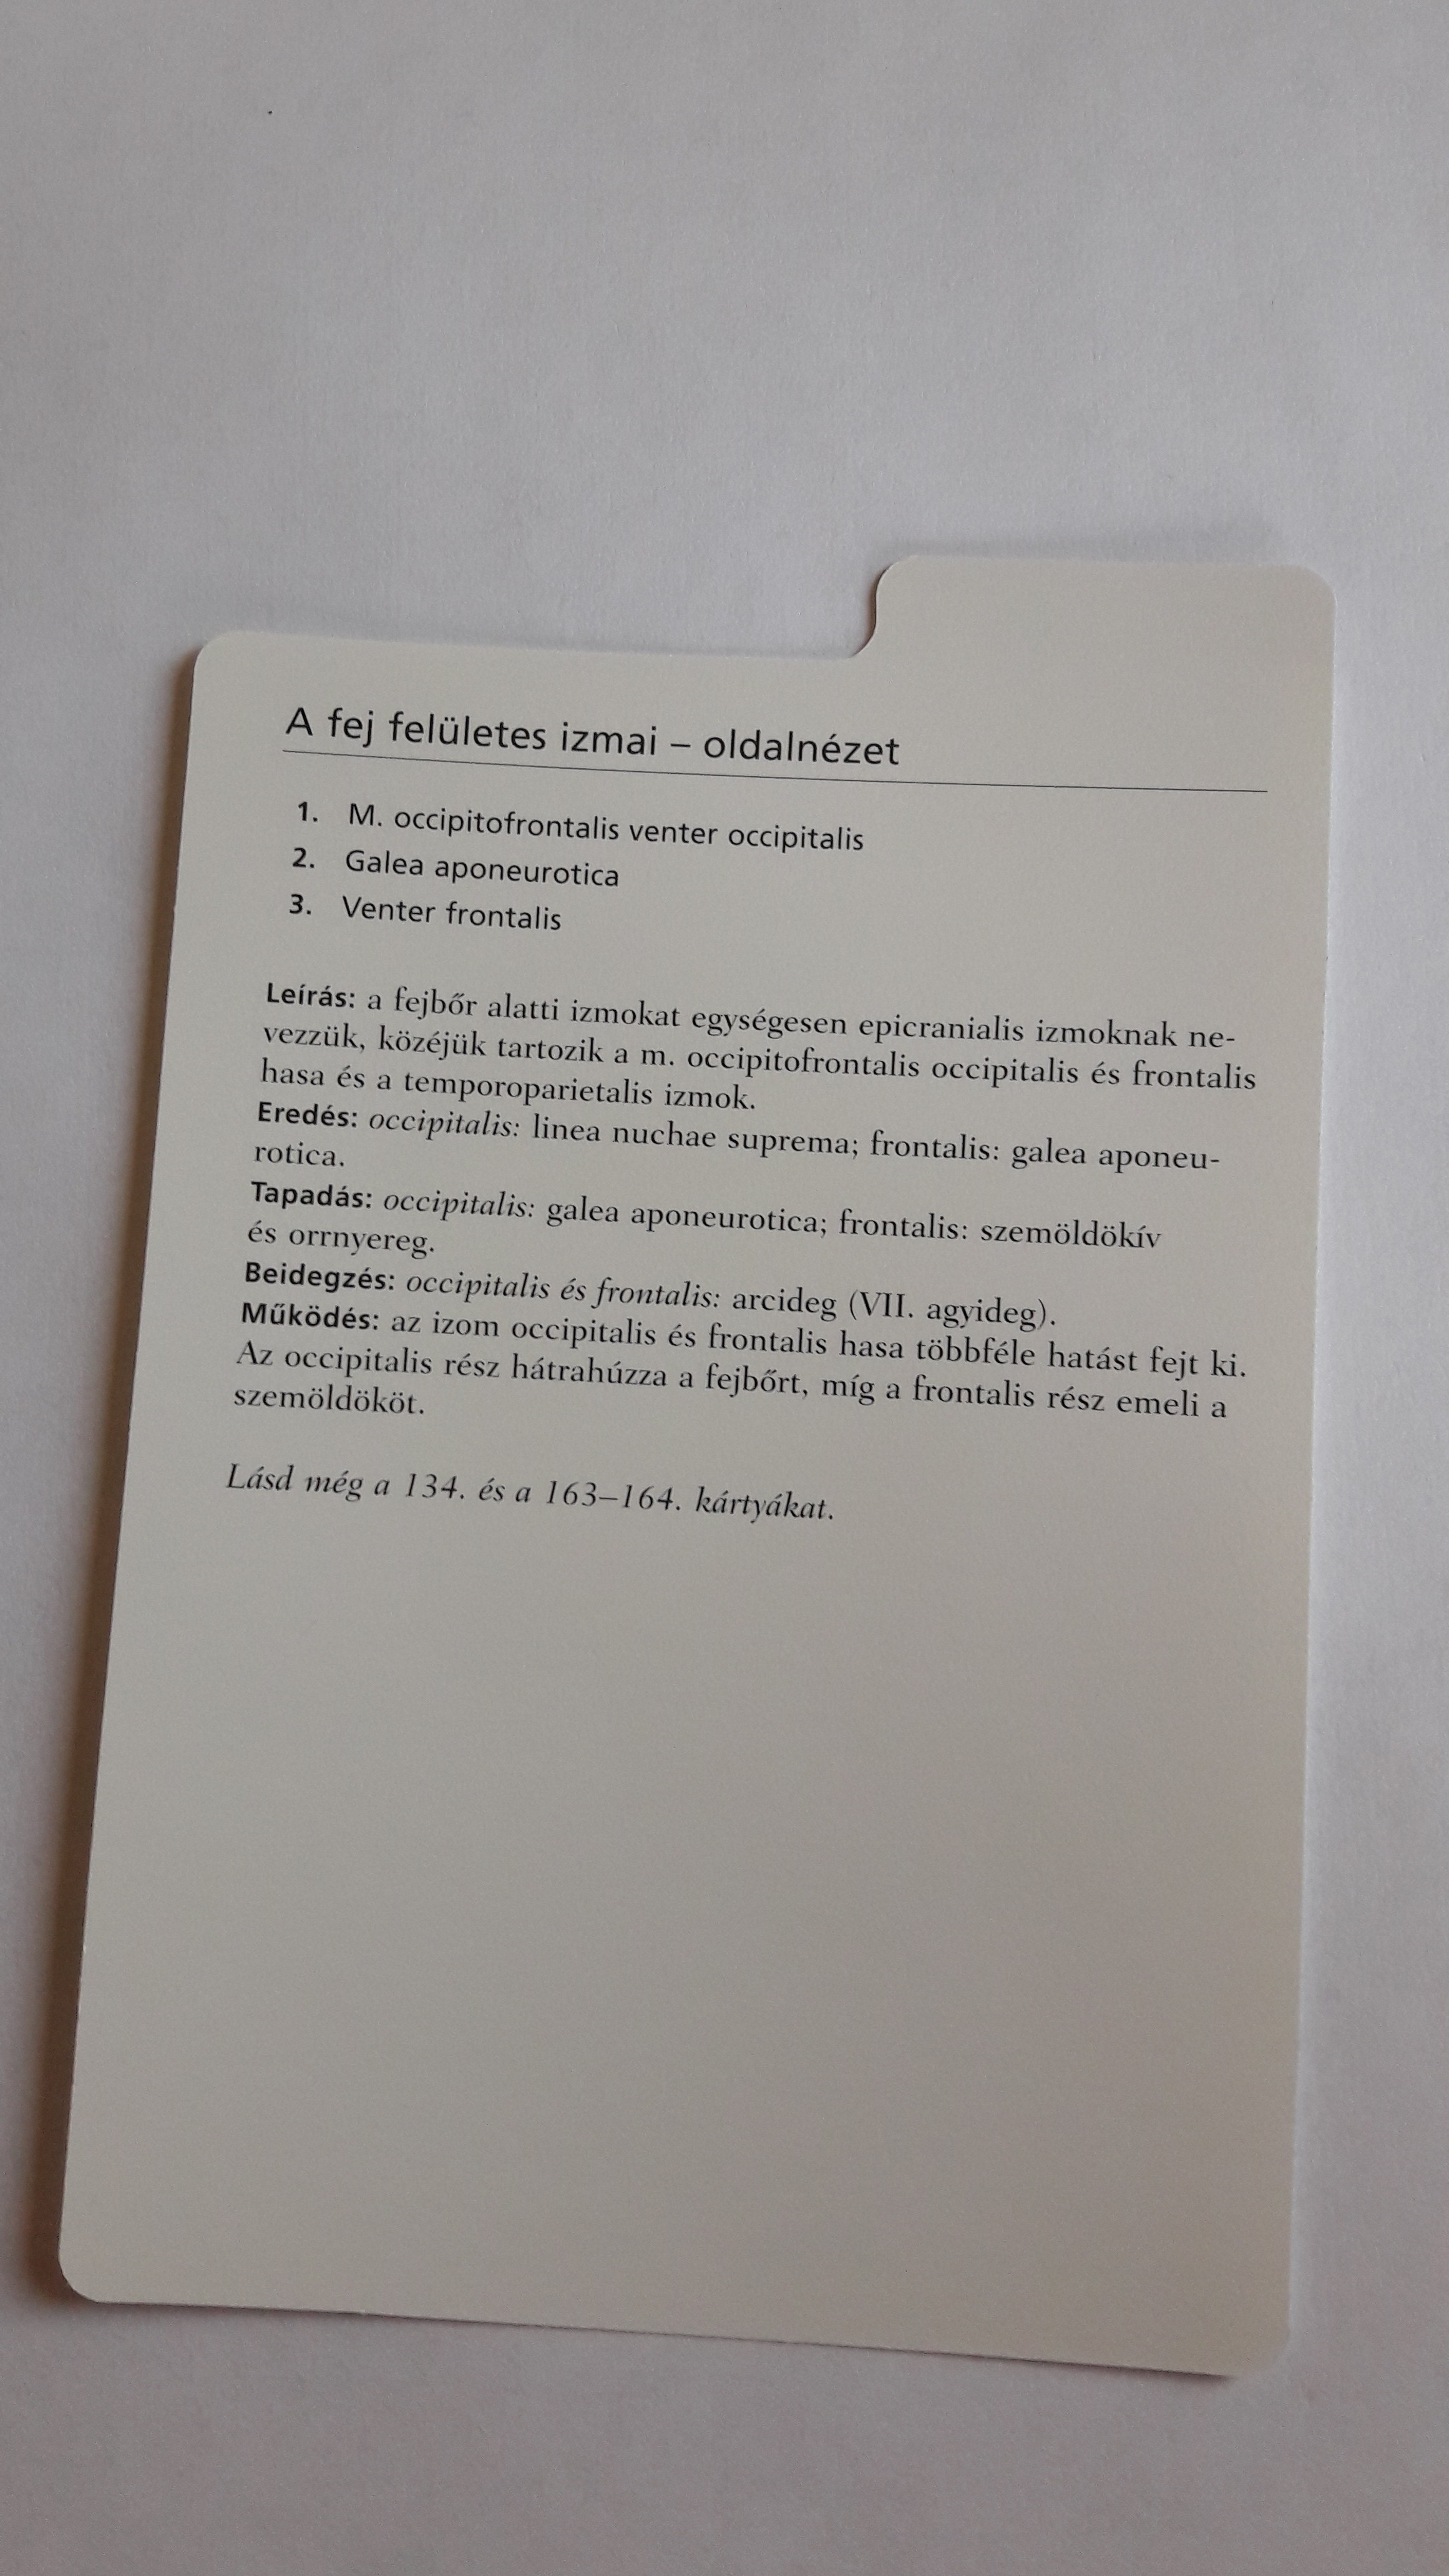 A fej felületes izmai – oldalnézet
1. M. occipitofrontalis venter occipitalis
2. Galea aponeurotica
3. Venter frontalis
Leírás: a fejbőr alatti izmokat egységesen epicranialis izmoknak ne-
vezzük, közéjük tartozik a m. occipitofrontalis occipitalis és frontalis
hasa és a temporoparietalis izmok.
Eredés: occipitalis: linea nuchae suprema; frontalis: galea aponeu-
rotica.
Tapadás: occipitalis: galea aponeurotica; frontalis: szemöldökív
és orrnyereg.
Beidegzés: occipitalis és frontalis: arcideg (VII. agyideg).
Működés: az izom occipitalis és frontalis hasa többféle hatást fejt ki.
Az occipitalis rész hátrahúzza a fejbőrt, míg a frontalis rész emeli a
szemöldököt.
Lásd még a 134. és a 163–164. kártyákat.